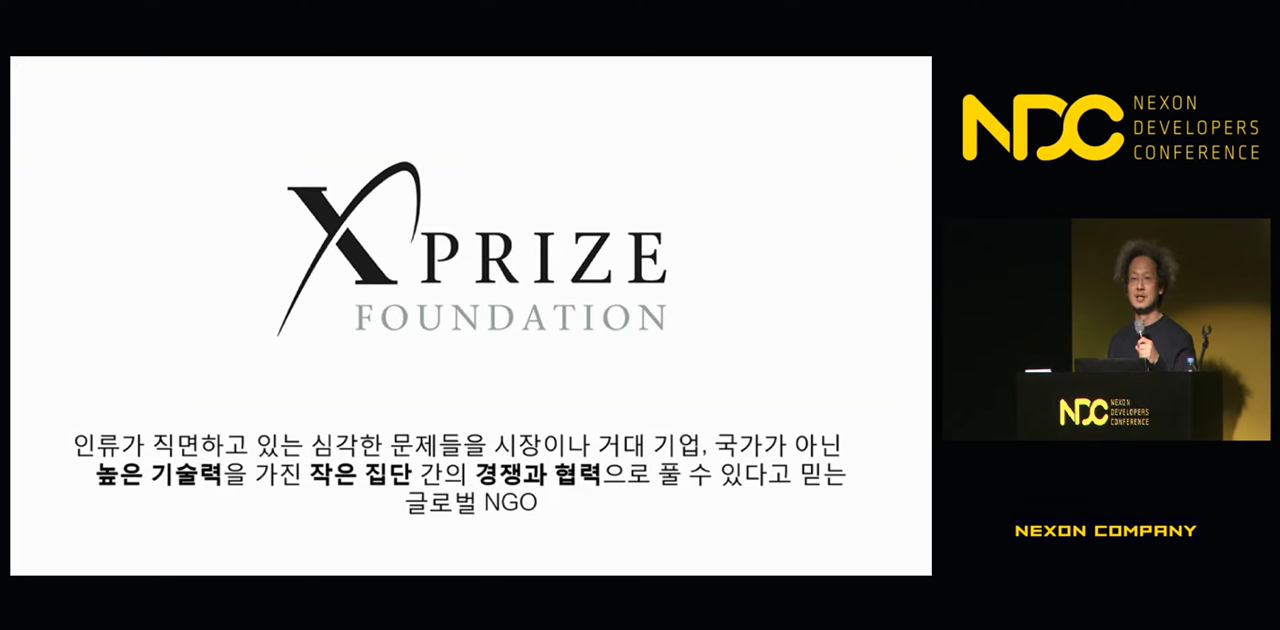 XPRIZE
FOUNDATION
인류가 직면하고 있는 심각한 문제들을 시장이나 거대 기업, 국가가 아닌
높은 기술력을 가진 작은 집단 간의 경쟁과 협력으로 풀 수 있다고 믿는
글로벌 NGO
NDC
NEXON
DEVELOPERS
CONFERENCE
NDC
NEXON
DEVELOPERS
CONFERENCE
NEXON COMPANY